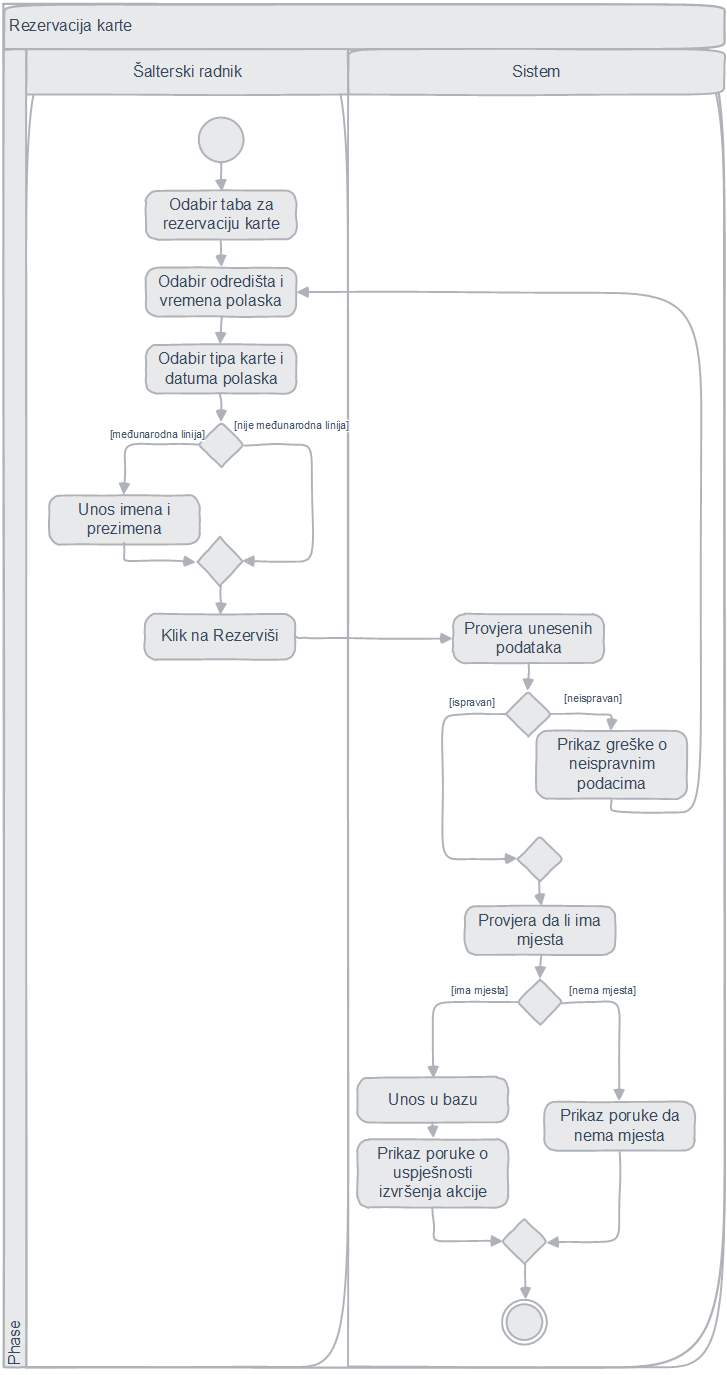 Rezervacija karte
Šalterski radnik
Sistem
Odabir taba za
rezervaciju karte
Odabir odredišta i
vremena polaska
Odabir tipa karte i
datuma polaska
[međunarodna linija]
[nije međunarodna linija]
Unos imena i
prezimena
Klik na Rezerviši
Provjera unesenih
podataka
[ispravan]
[neispravan]
Prikaz greške o
neispravnim
podacima
Provjera da li ima
mjesta
[ima mjesta]
[nema mjesta]
Unos u bazu
Prikaz poruke da
nema mjesta
Prikaz poruke o
uspješnosti
izvršenja akcije
Phase